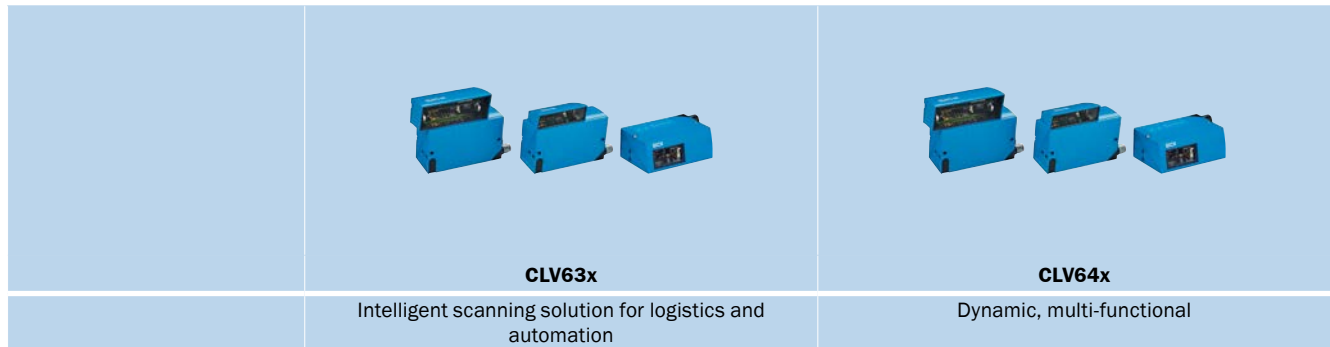 CLV63x
CLV64x
Intelligent scanning solution for logistics and
automation
Dynamic, multi-functional